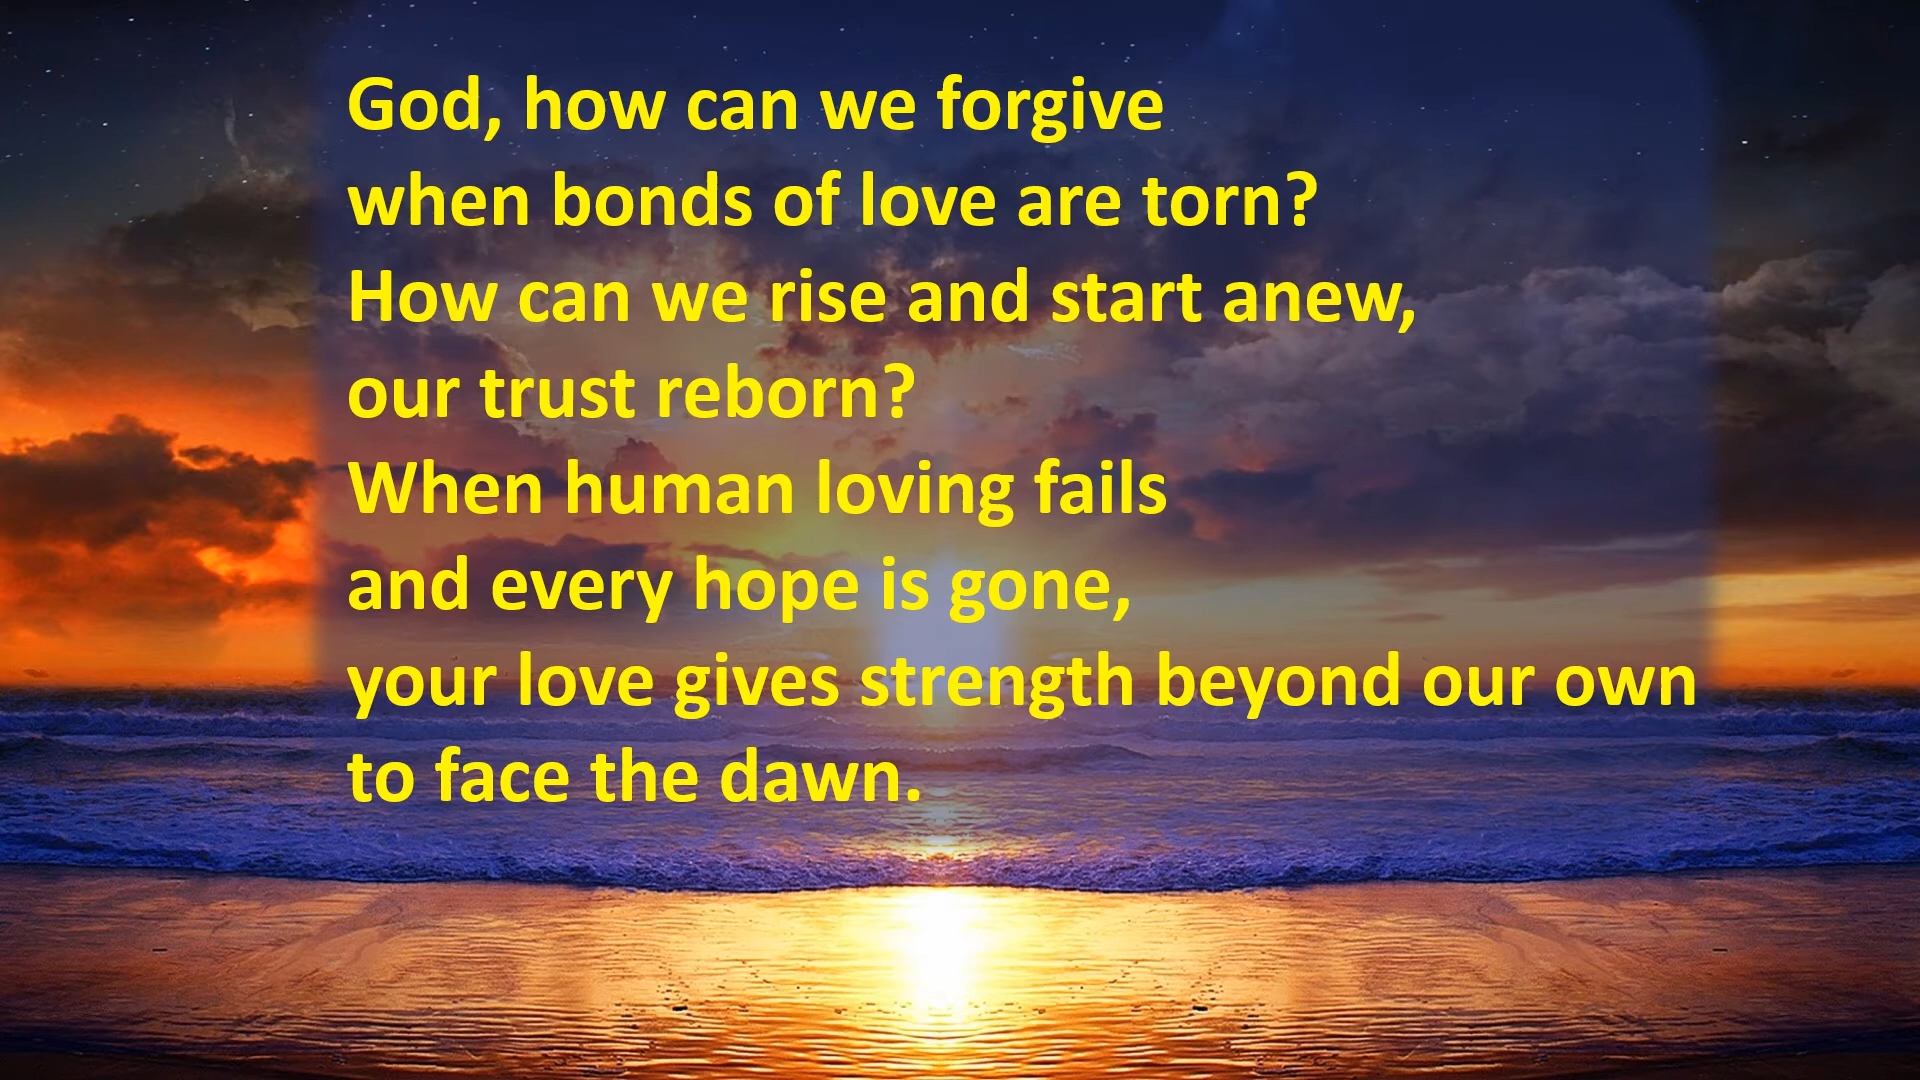 God, how can we forgive
when bonds of love are torn?
How can we rise and start anew,
our trust reborn?
When human loving fails
and every hope is gone,
your love gives strength beyond our own
to face the dawn.